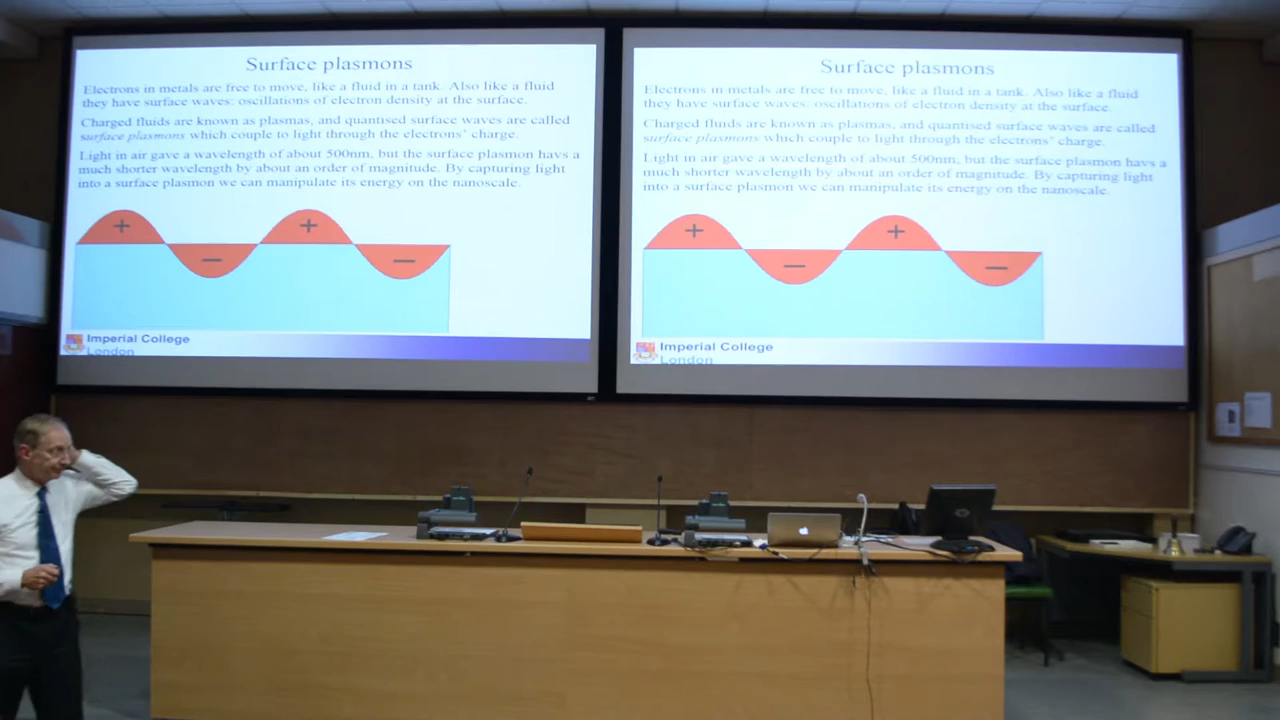 Surface plasmons
Electrons in metals are free to move, like a fluid in a tank. Also like a fluid
they have surface waves: oscillations of electron density at the surface.
Charged fluids are known as plasmas, and quantised surface waves are called
surface plasmons which couple to light through the electrons' charge.
Light in air gave a wavelength of about 500nm, but the surface plasmon havs a
much shorter wavelength by about an order of magnitude. By capturing light
into a surface plasmon we can manipulate its energy on the nanoscale.
+ +
− −
Imperial College
London
Surface plasmons
Electrons in metals are free to move, like a fluid in a tank. Also like a fluid
they have surface waves: oscillations of electron density at the surface.
Charged fluids are known as plasmas, and quantised surface waves are called
surface plasmons which couple to light through the electrons' charge.
Light in air gave a wavelength of about 500nm, but the surface plasmon havs a
much shorter wavelength by about an order of magnitude. By capturing light
into a surface plasmon we can manipulate its energy on the nanoscale.
+ +
− −
Imperial College
London